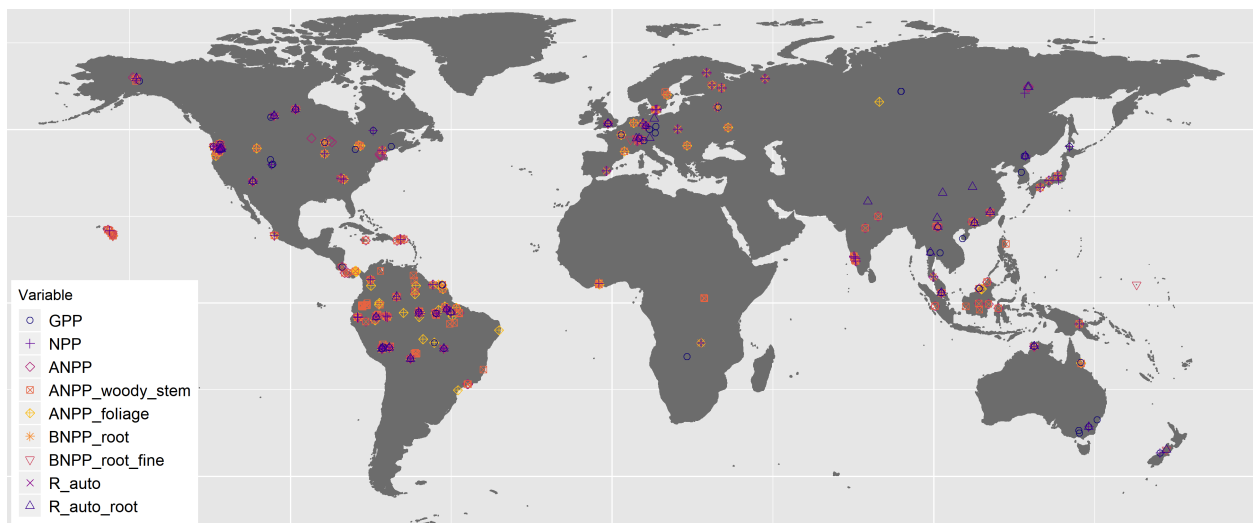 Variable
GPP
NPP
ANPP
ANPP_woody_stem
ANPP_foliage
BNPP_root
BNPP_root_fine
R_auto
R_auto_root